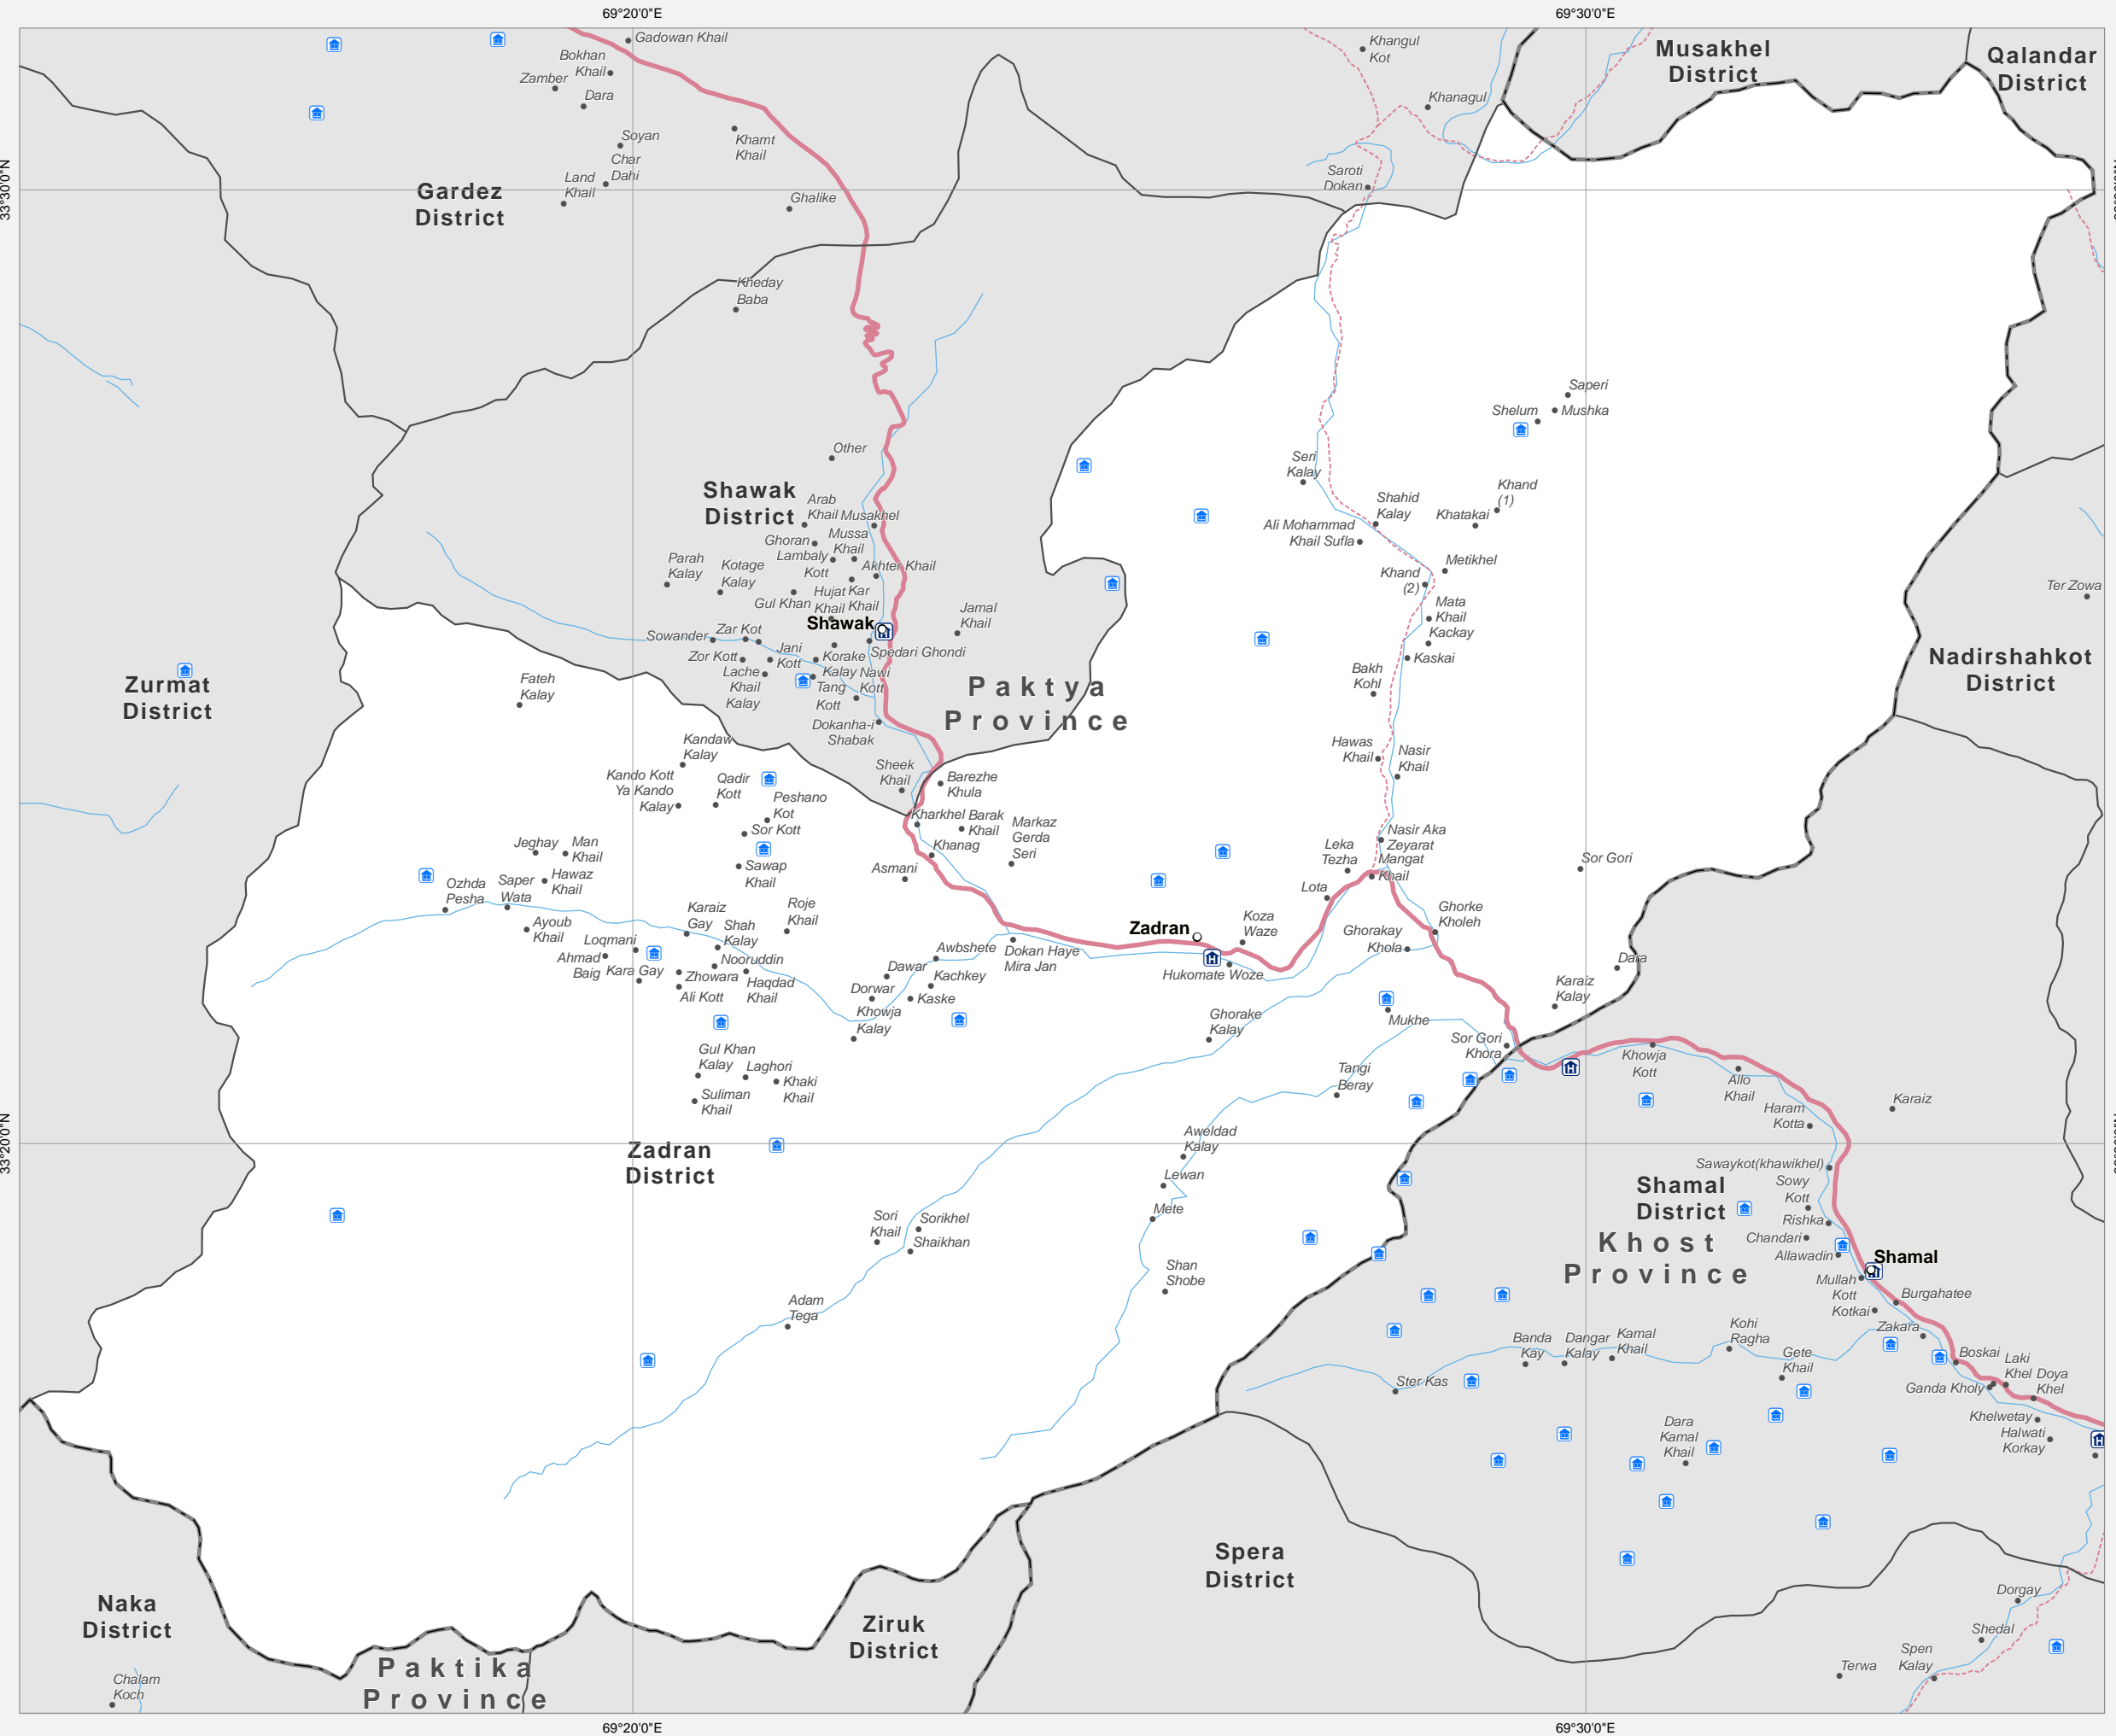 69°20'0"E
69°30'0"E
Gadowan Khail
Bokhan
Khail
Zamber
Dara
Khangul
Kot
Musakhel
District
Qalandar
District
Khanagul
Soyan
Char
Dahi
Khamt
Khail
Land
Khail
Gardez
District
Ghalike
Saroti
Dokan
33°30'0"N
Kheday
Baba
Saperi
Shelum
Mushka
Other
Seri
Kalay
Shawak
District
Arab
Khail
Musakhel
Khand
(1)
Shahid
Kalay
Khatakai
Ali Mohammad
Khail Sufla
Ghoran
Mussa
Khail
Lambaly
Kott
Akhter Khail
Parah
Kalay
Kotage
Kalay
Metikhel
Khand
(2)
Ter Zowa
Gul Khan
Hujat
Khail
Kar
Khail
Jamal
Khail
Mata
Khail
Kackay
Shawak
Sowander
Zar Kot
Spedari Ghondi
Kaskai
Zor Kott
Jani
Kott
Korake
Kalay
Nawi
Kott
Lache
Khail
Kalay
Tang
Kott
Bakh
Kohl
Nadirshahkot
District
Zurmat
District
Fateh
Kalay
Paktya
Province
Dokanha-i
Shabak
Kandaw
Kalay
Hawas
Khail
Nasir
Khail
Kando Kott
Ya Kando
Kalay
Qadir
Kott
Sheek
Khail
Barezhe
Khula
Peshano
Kot
Sor Kott
Kharkhel
Barak
Khail
Markaz
Gerda
Seri
Nasir Aka
Zeyarat
Leka
Tezha
Mangat
Khail
Sor Gori
Jeghay
Man
Khail
Khanag
Asmani
Sawap
Khail
Hawaz
Khail
Ozhda
Pesha
Saper
Wata
Lota
Ayoub
Khail
Karaiz
Gay
Roje
Khail
Shah
Kalay
Zadran
Koza
Waze
Ghorke
Kholeh
Ghorakay
Khola
Loqmani
Ahmad
Baig
Kara Gay
Nooruddin
Zhowara
Haqdad
Khail
Ali Kott
Awbshete
Dawar
Kachkey
Dokan Haye
Mira Jan
Hukomate Woze
Dara
Karaiz
Kalay
Dorwar
Kaske
Khowja
Kalay
Ghorake
Kalay
Mukhe
Sor Gori
Khora
Gul Khan
Kalay
Laghori
Khaki
Khail
Suliman
Khail
Tangi
Beray
Khowja
Kott
Allo
Khail
Haram
Kotta
Karaiz
33°20'0"N
Zadran
District
Aweldad
Kalay
Lewan
Mete
Sawaykot(khawikhel)
Sowy
Kott
Shamal
District
Rishka
Sori
Khail
Sorikhel
Shaikhan
Khost
Province
Chandari
Allawadin
Shamal
Shan
Shobe
Mullah
Kott
Kotkai
Burgahatee
Adam
Tega
Zakara
Banda
Kay
Dangar
Kalay
Kamal
Khail
Kohi
Ragha
Gete
Khail
Boskai
Laki
Khel
Doya
Khel
Ster Kas
Ganda Kholy
Khelwetay
Halwati
Korkay
Dara
Kamal
Khail
Spera
District
Naka
District
Ziruk
District
Dorgay
Shedal
Spen
Kalay
Terwa
Paktika
Province
Chalam
Koch
69°20'0"E
69°30'0"E